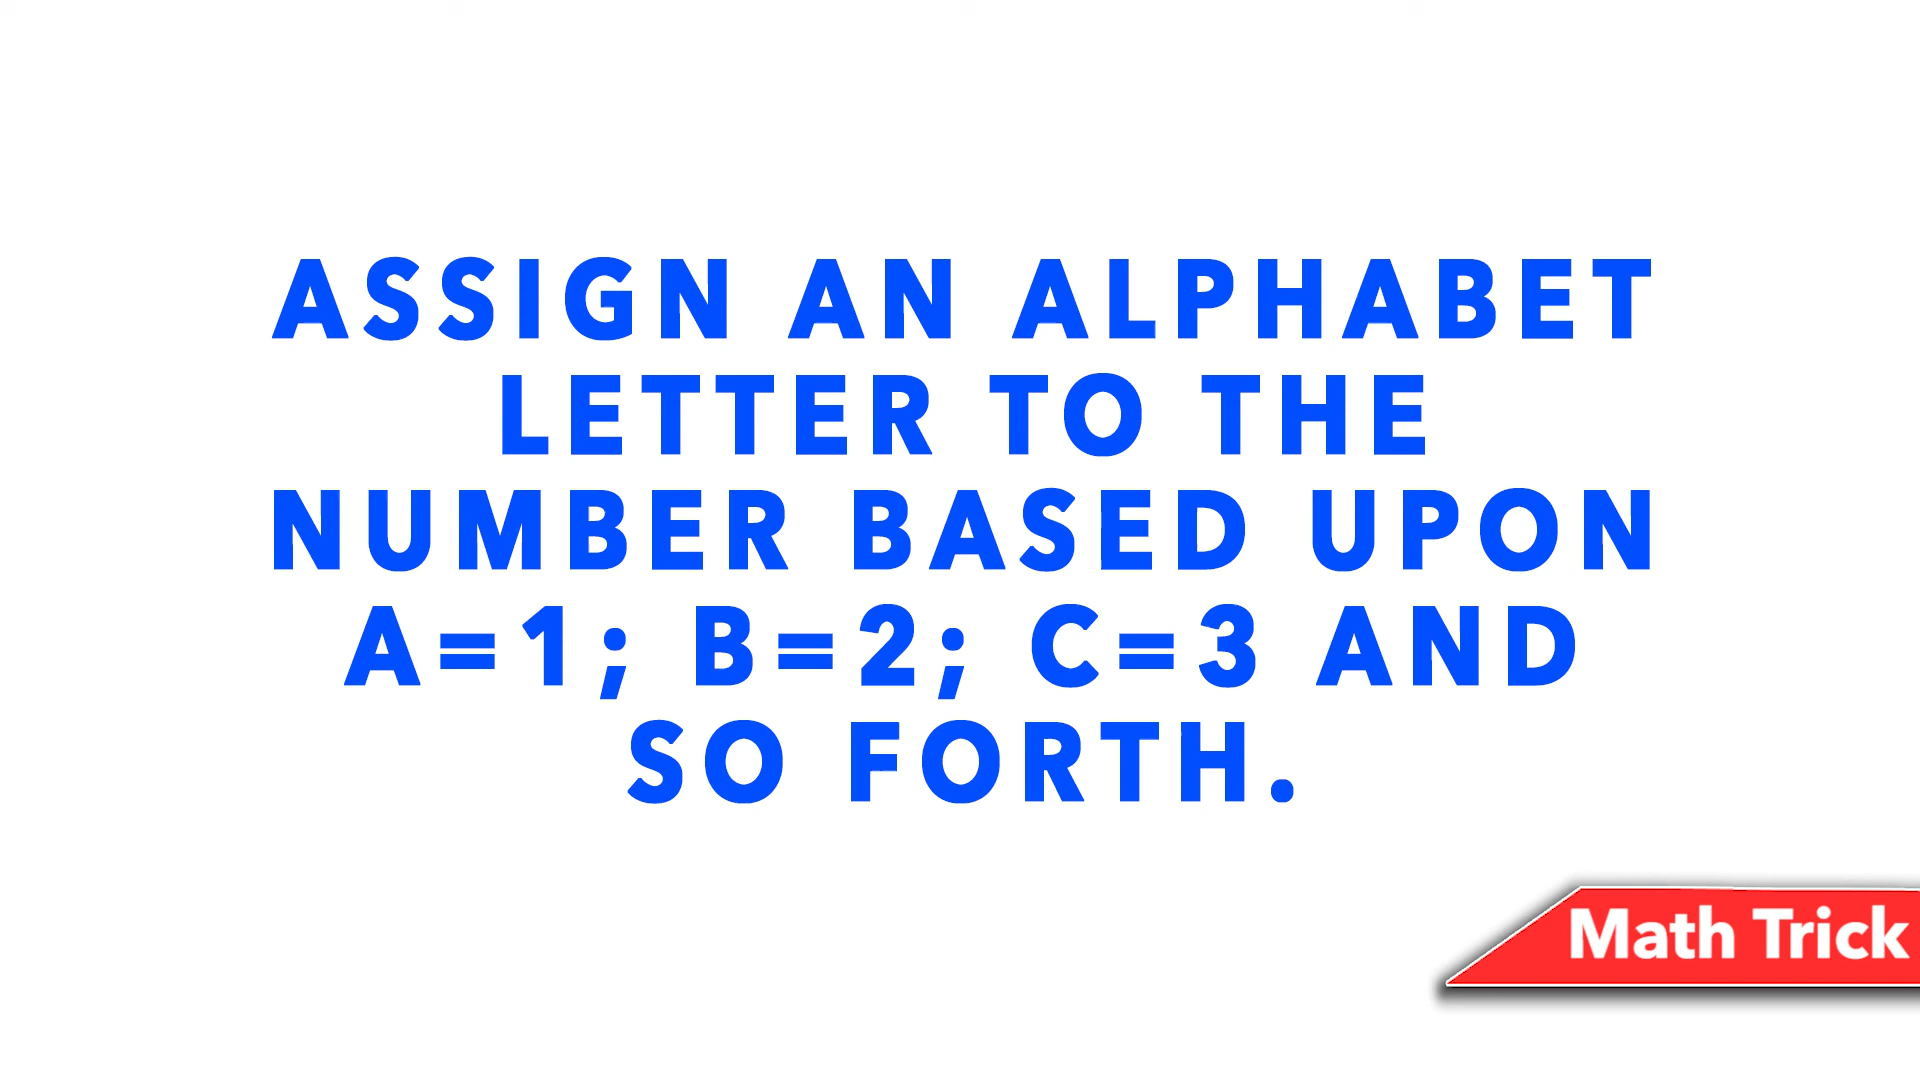 ASSIGN AN ALPHABET
LETTER TO THE
NUMBER BASED UPON
A=1; B=2; C=3 AND
SO FORTH.
Math Trick